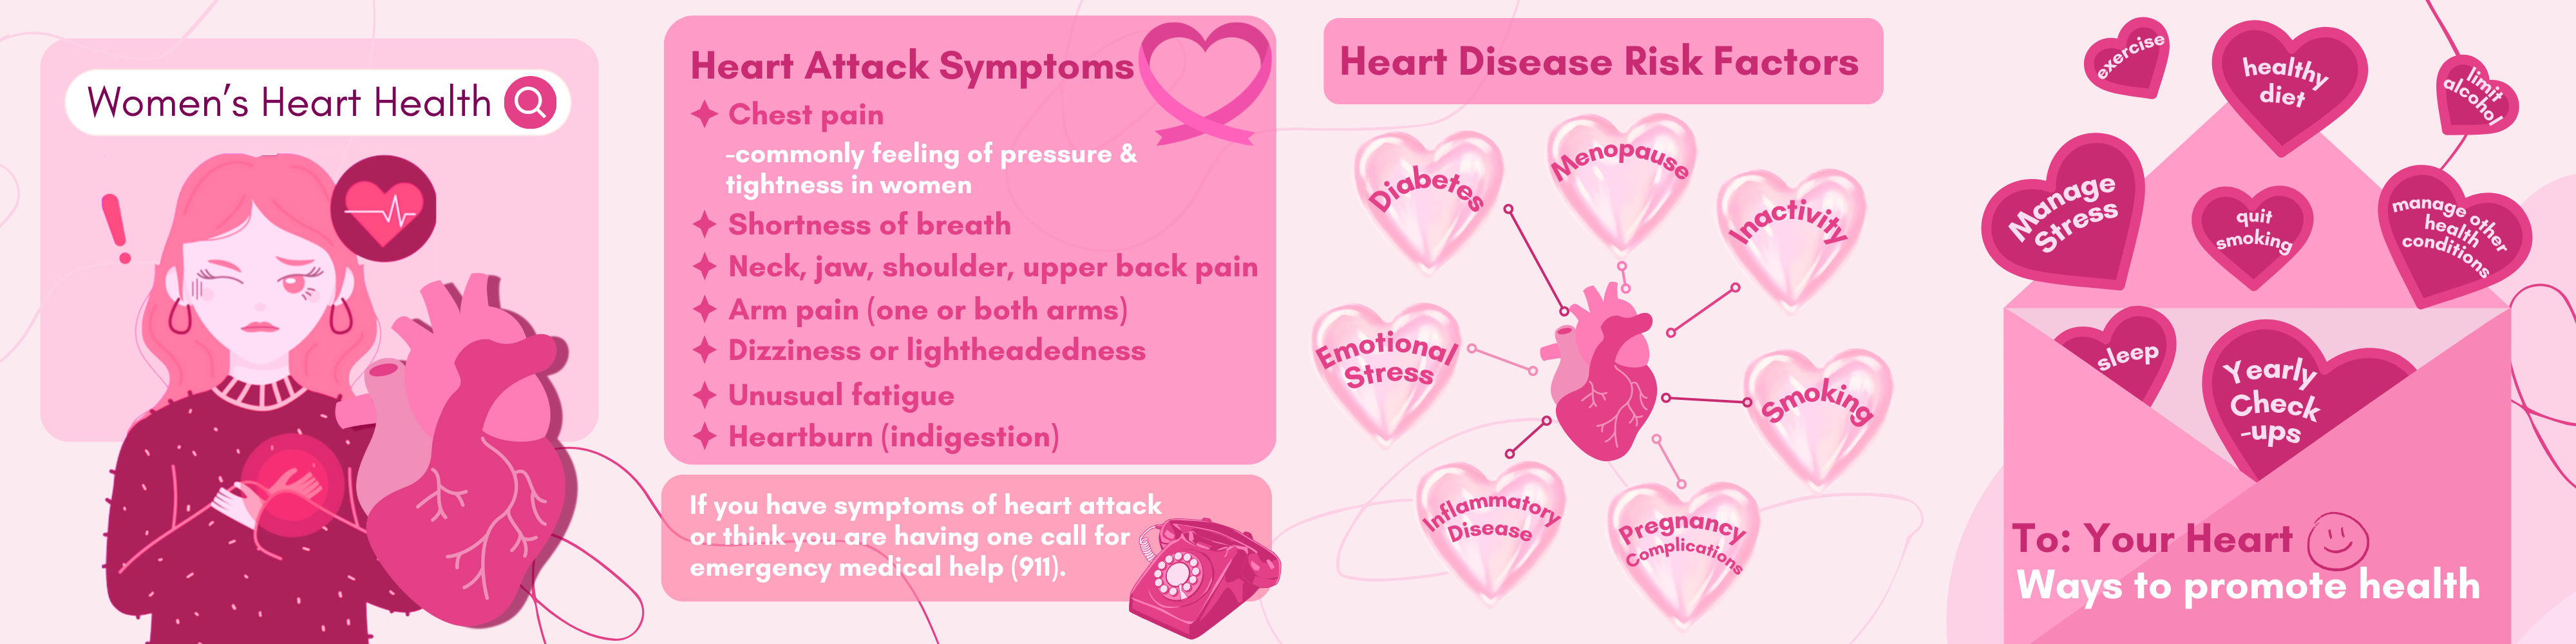 Women's Heart Health
Heart Attack Symptoms
Chest pain
-commonly feeling of pressure &
tightness in women
Shortness of breath
Neck, jaw, shoulder, upper back pain
Arm pain (one or both arms)
Dizziness or lightheadedness
Unusual fatigue
Heartburn (indigestion)
If you have symptoms of heart attack
or think you are having one call for
emergency medical help (911).
Heart Disease Risk Factors
Diabetes
Menopause
Inactivity
Emotional
Stress
Smoking
Inflammatory
Disease
Pregnancy
Complications
exercise
healthy
diet
limit
alcohol
Manage
Stress
quit
smoking
manage other
health
conditions
sleep
Yearly
Check
-ups
To: Your Heart
Ways to promote health